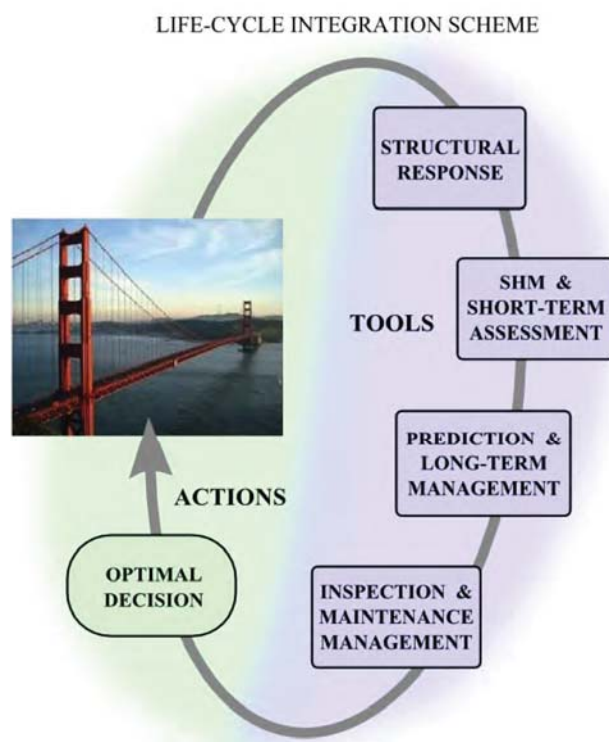 LIFE-CYCLE INTEGRATION SCHEME
STRUCTURAL
RESPONSE
SHM &
SHORT-TERM
ASSESSMENT
TOOLS
PREDICTION &
LONG-TERM
MANAGEMENT
ACTIONS
OPTIMAL
DECISION
INSPECTION &
MAINTENANCE
MANAGEMENT